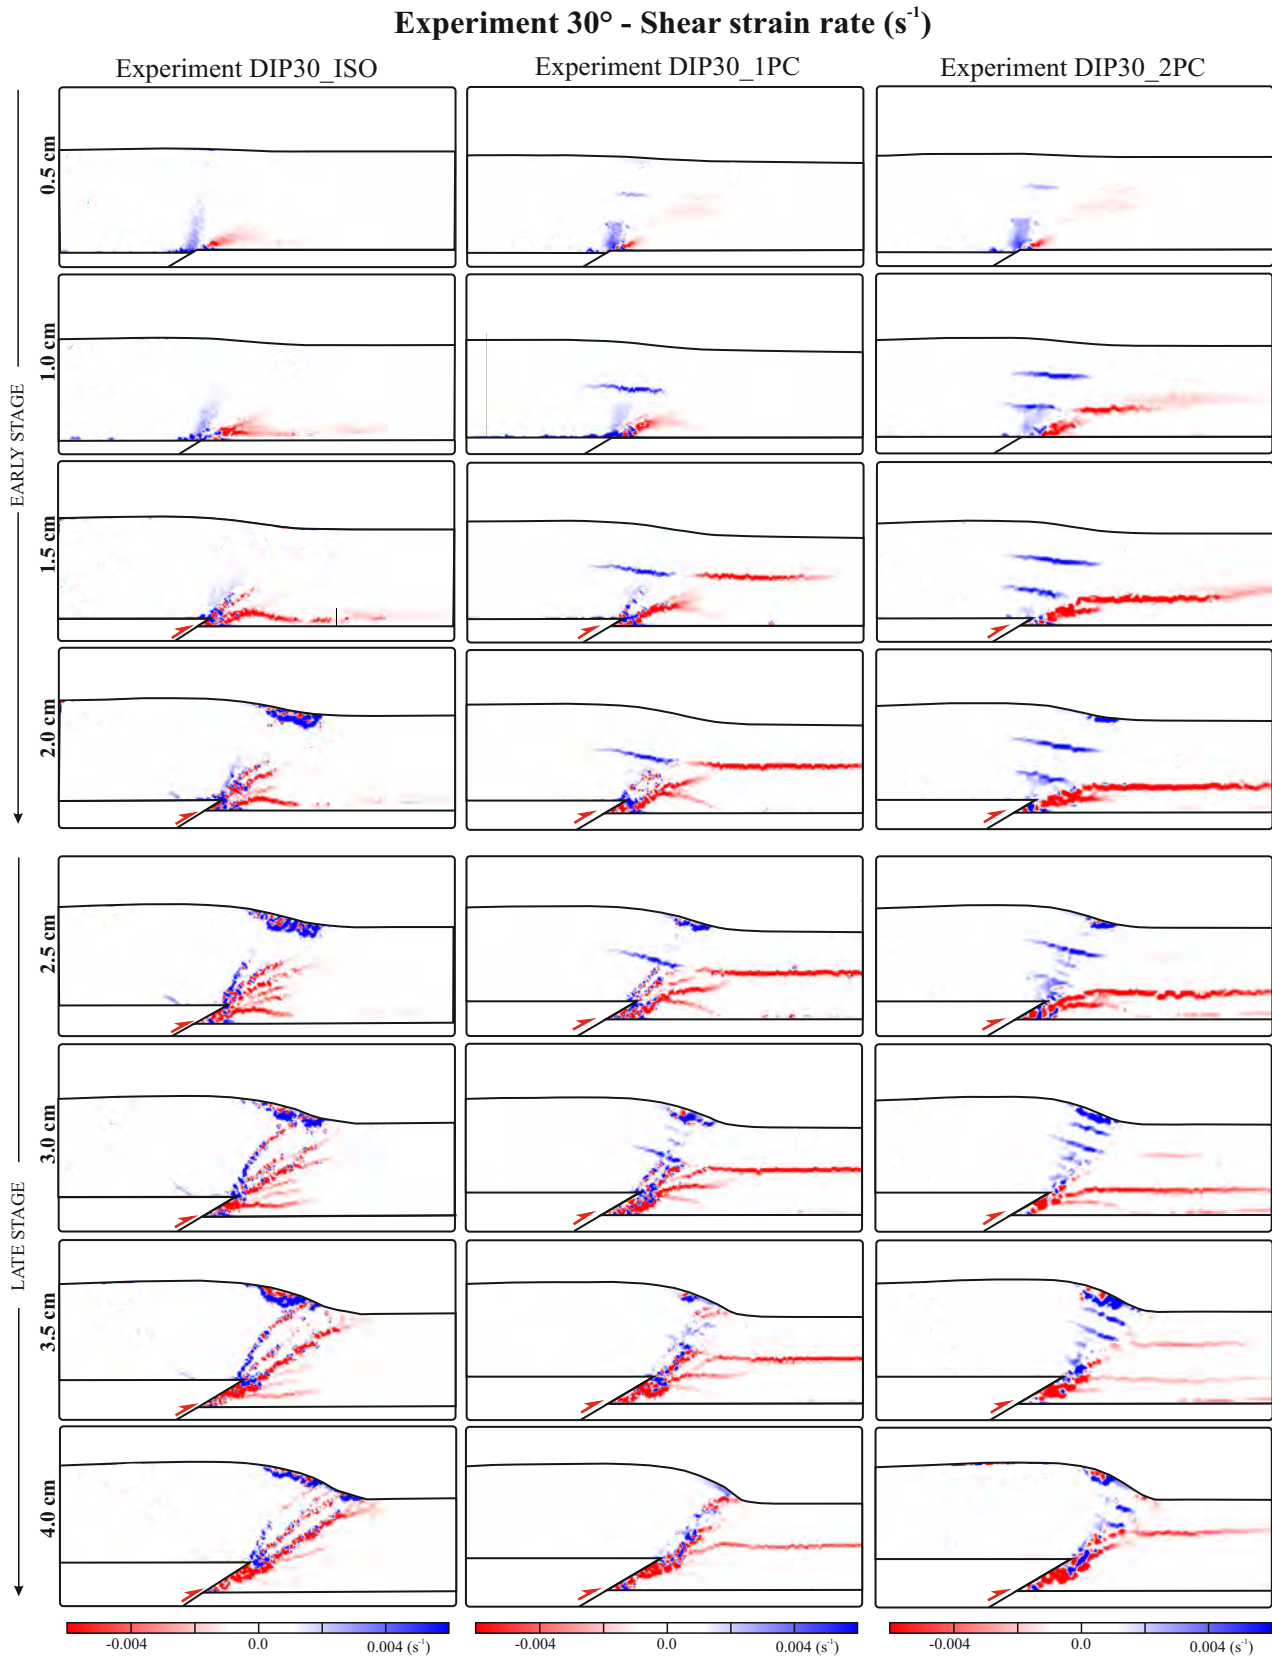 Experiment 30° - Shear strain rate (s⁻¹)
Experiment DIP30_ISO
Experiment DIP30_1PC
Experiment DIP30_2PC
EARLY STAGE
0.5 cm
1.0 cm
1.5 cm
2.0 cm
LATE STAGE
2.5 cm
3.0 cm
3.5 cm
4.0 cm
-0.004 0.0 0.004 (s⁻¹)
-0.004 0.0 0.004 (s⁻¹)
-0.004 0.0 0.004 (s⁻¹)